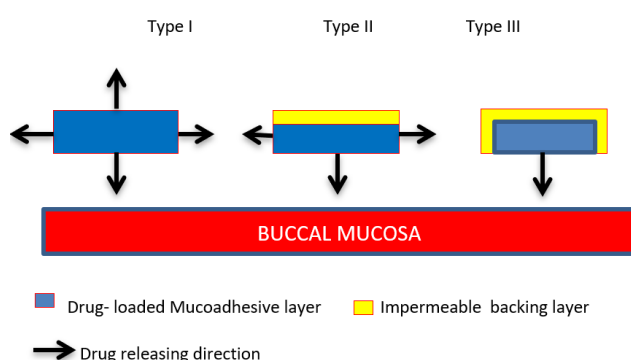 Type I Type II Type III
BUCCAL MUCOSA
Drug- loaded Mucoadhesive layer Impermeable backing layer
Drug releasing direction